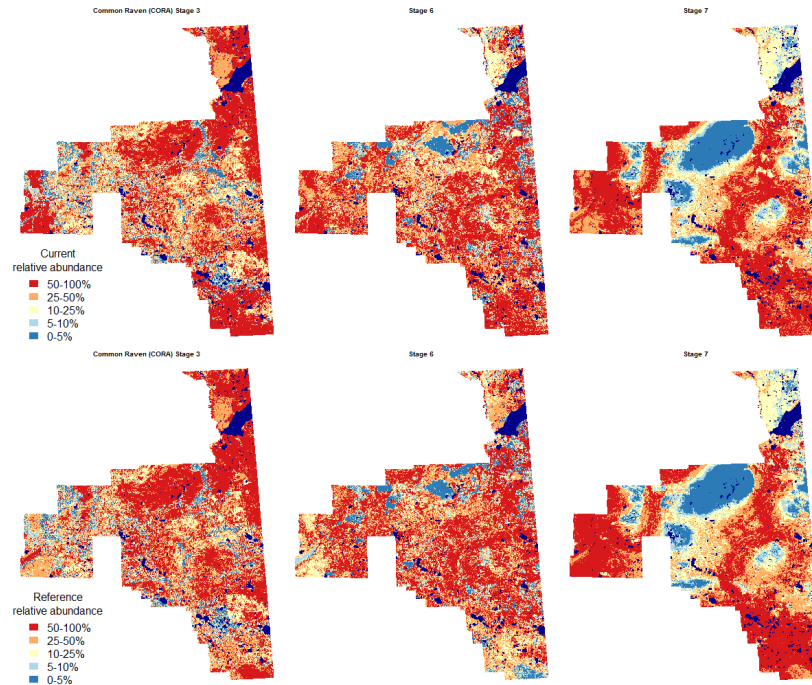 Common Raven (CORA) Stage 3
Stage 6
Stage 7
Current
relative abundance
50-100%
25-50%
10-25%
5-10%
0-5%
Common Raven (CORA) Stage 3
Stage 6
Stage 7
Reference
relative abundance
50-100%
25-50%
10-25%
5-10%
0-5%